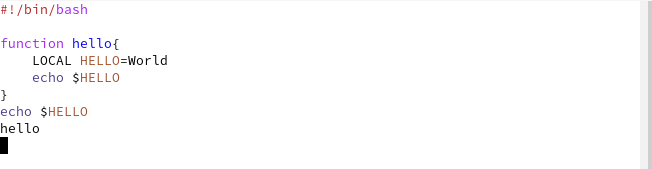 #!/bin/bash
function hello{
LOCAL HELLO=World
echo $HELLO
}
echo $HELLO
hello